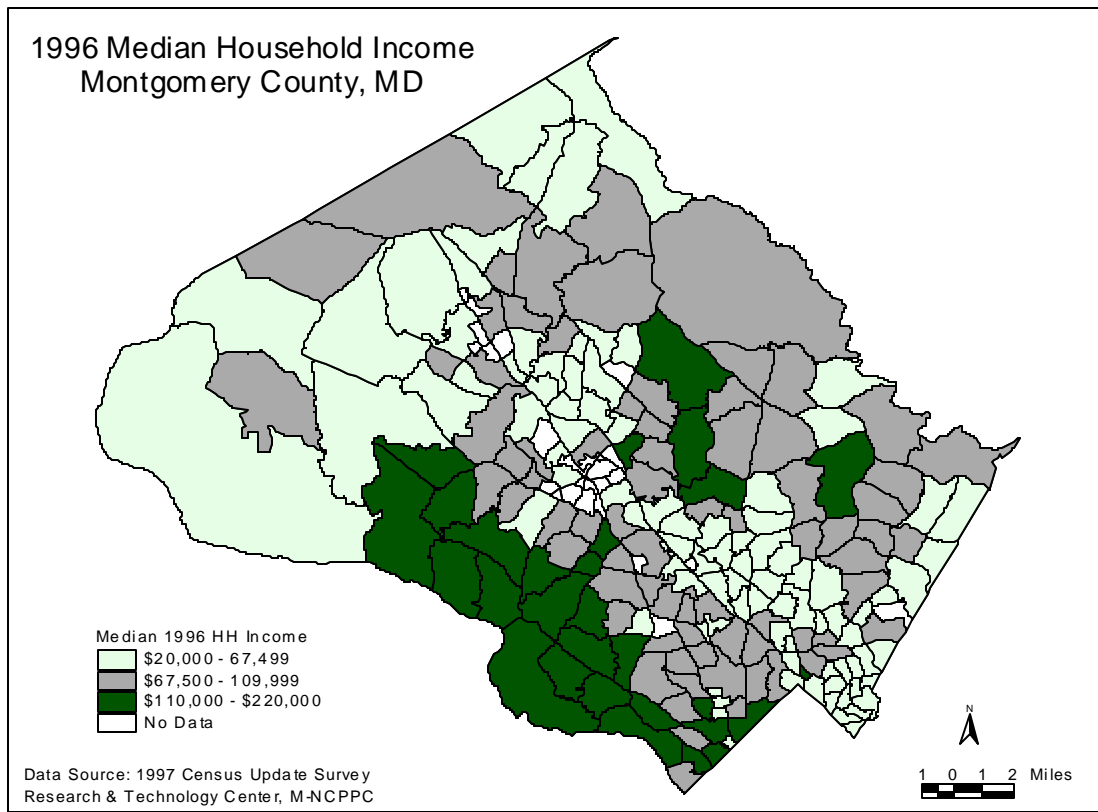 1996 Median Household Income
Montgomery County, MD
Median 1996 HH Income
$20,000 - 67,499
$67,500 - 109,999
$110,000 - $220,000
No Data
Data Source: 1997 Census Update Survey
Research & Technology Center, M-NCPPC
N
1 0 1 2 Miles